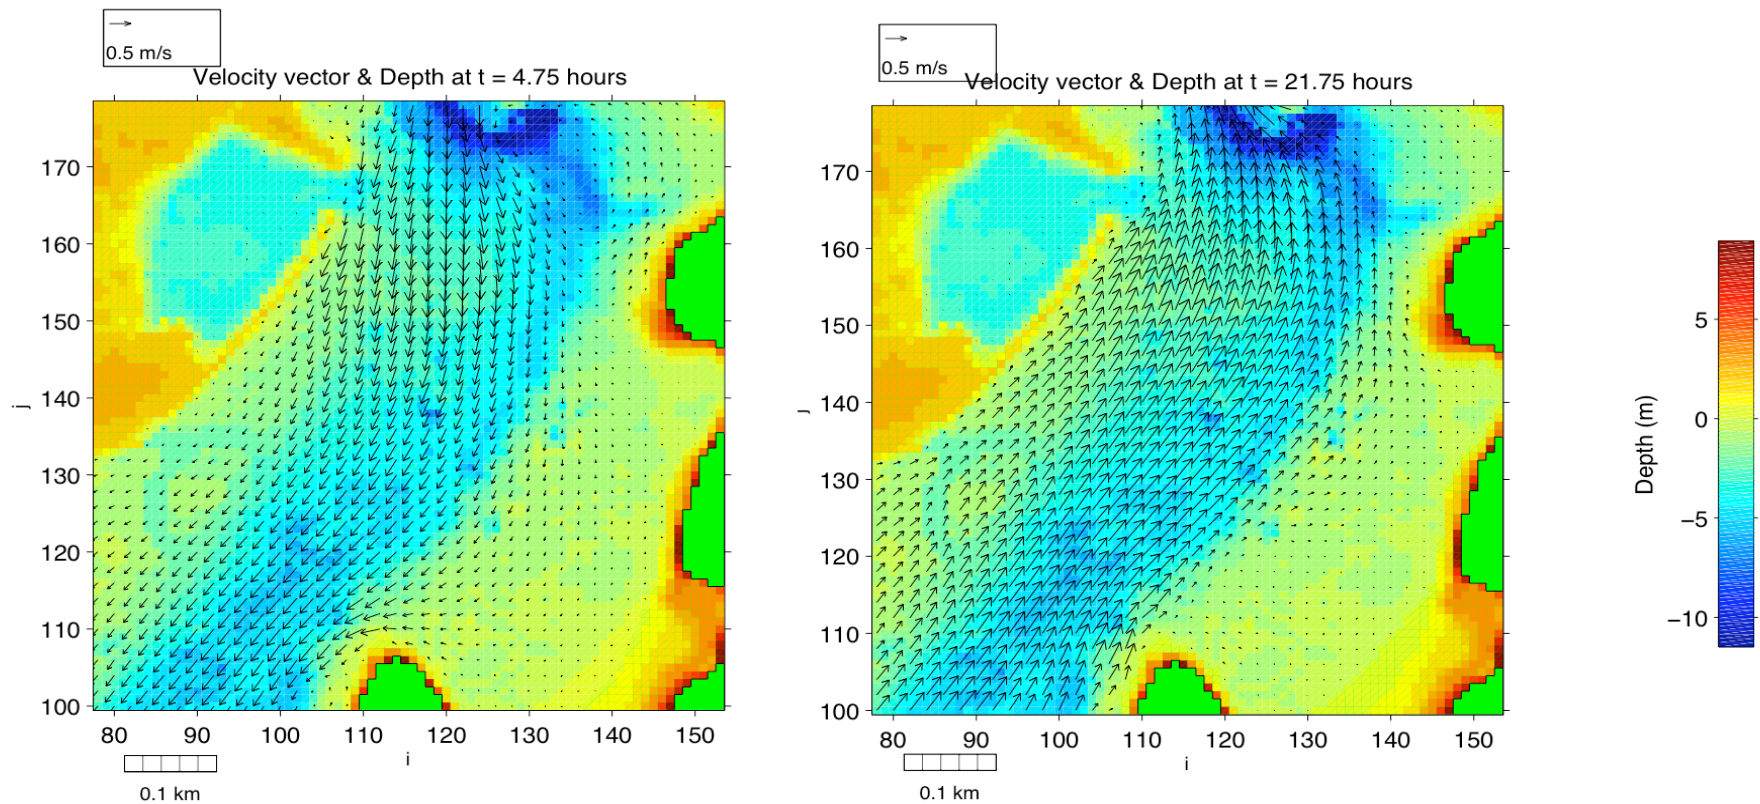 0.5 m/s
Velocity vector & Depth at t = 4.75 hours
170
160
150
140
130
120
110
100
j
80 90 100 110 120 130 140 150
i
0.1 km
0.5 m/s
Velocity vector & Depth at t = 21.75 hours
170
160
150
140
130
120
110
100
j
80 90 100 110 120 130 140 150
i
0.1 km
Depth (m)
5
0
−5
−10